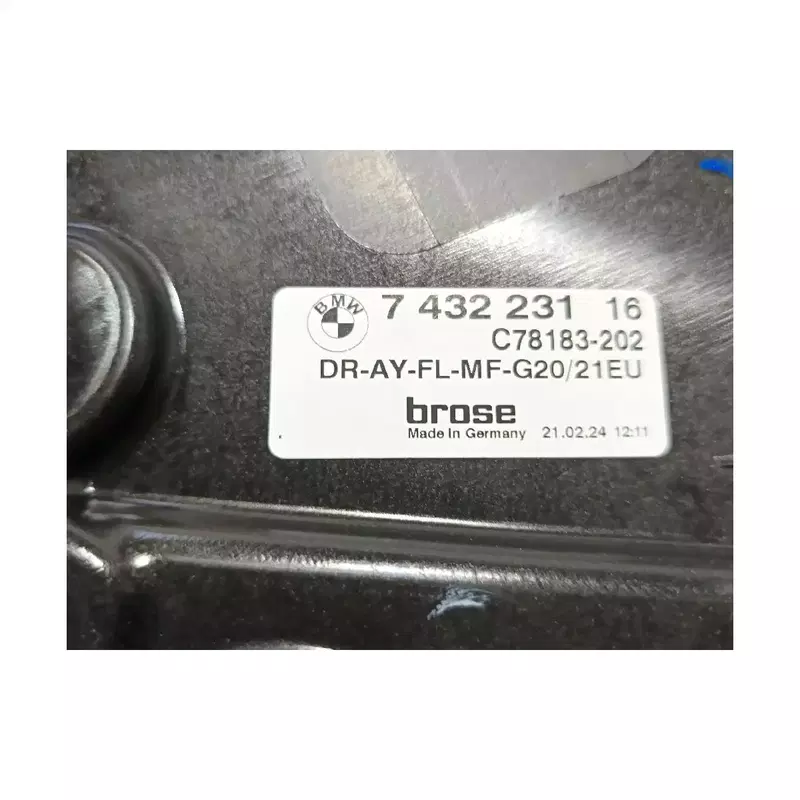 BMW
7 432 231 16
C78183-202
DR-AY-FL-MF-G20/21EU
brose
Made In Germany 21.02.24 12:11